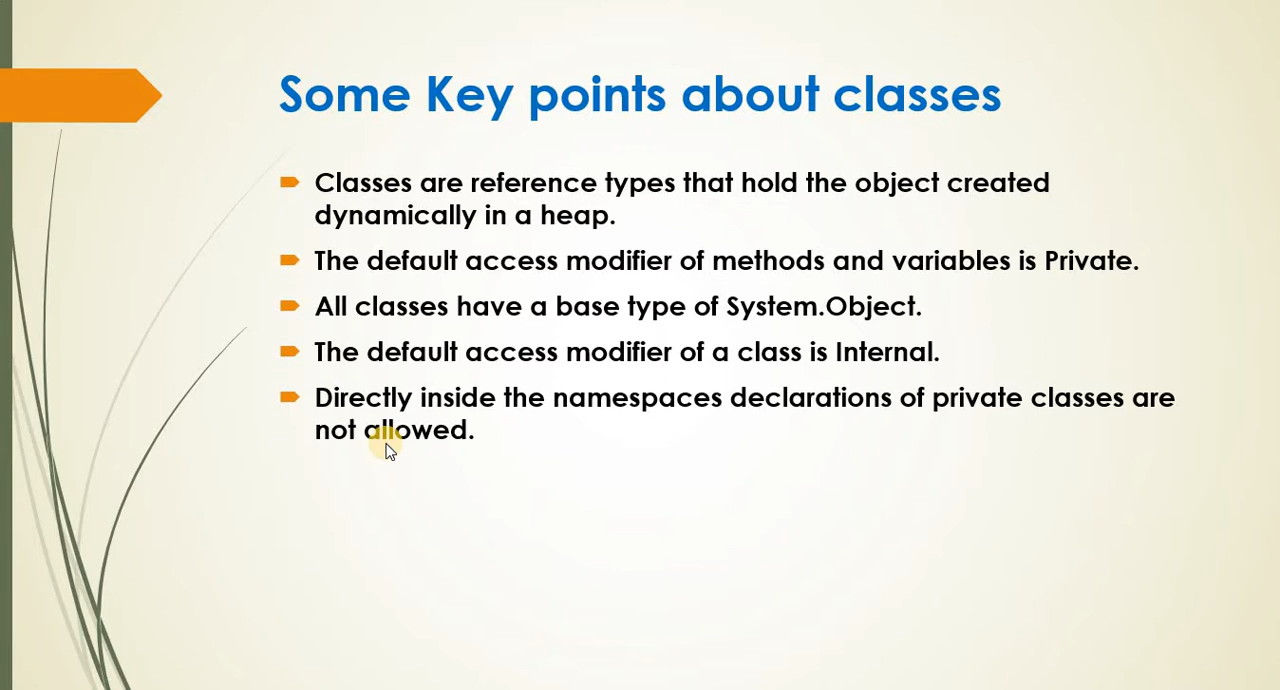 Some Key points about classes
Classes are reference types that hold the object created
dynamically in a heap.
The default access modifier of methods and variables is Private.
All classes have a base type of System.Object.
The default access modifier of a class is Internal.
Directly inside the namespaces declarations of private classes are
not allowed.